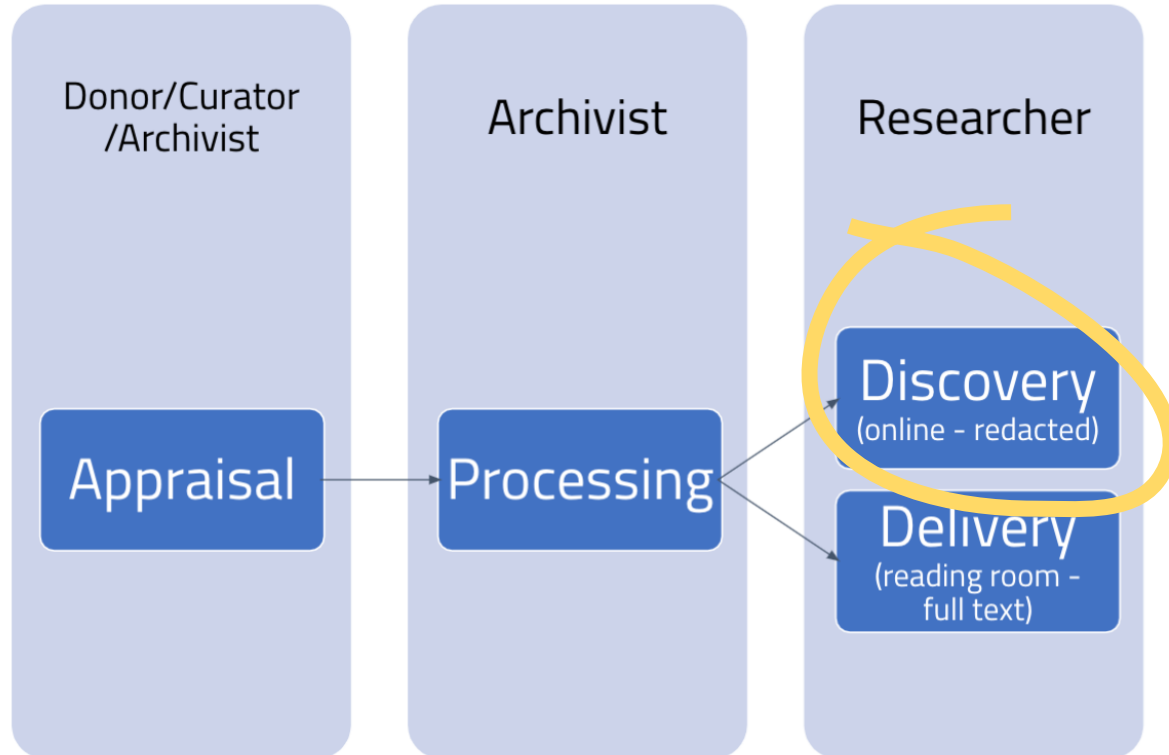 Donor/Curator
/Archivist
Appraisal
Archivist
Processing
Researcher
Discovery
(online - redacted)
Delivery
(reading room -
full text)